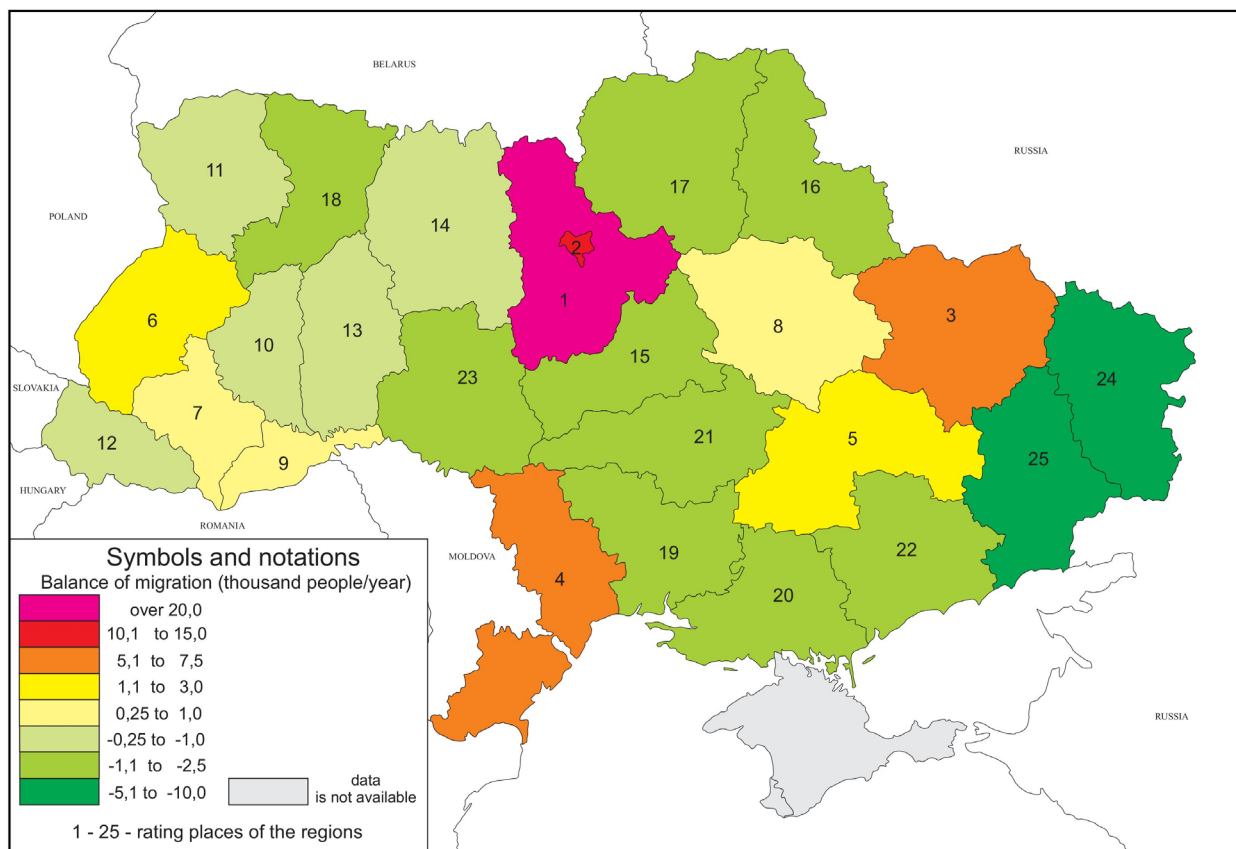 BELARUS
RUSSIA
POLAND
SLOVAKIA
HUNGARY
ROMANIA
MOLDOVA
RUSSIA
11
18
14
17
16
2
1
6
10
13
8
3
15
23
24
7
12
9
21
5
25
4
19
20
22
Symbols and notations
Balance of migration (thousand people/year)
over 20,0
10,1 to 15,0
5,1 to 7,5
1,1 to 3,0
0,25 to 1,0
-0,25 to -1,0
-1,1 to -2,5
-5,1 to -10,0
data
is not available
1 - 25 - rating places of the regions